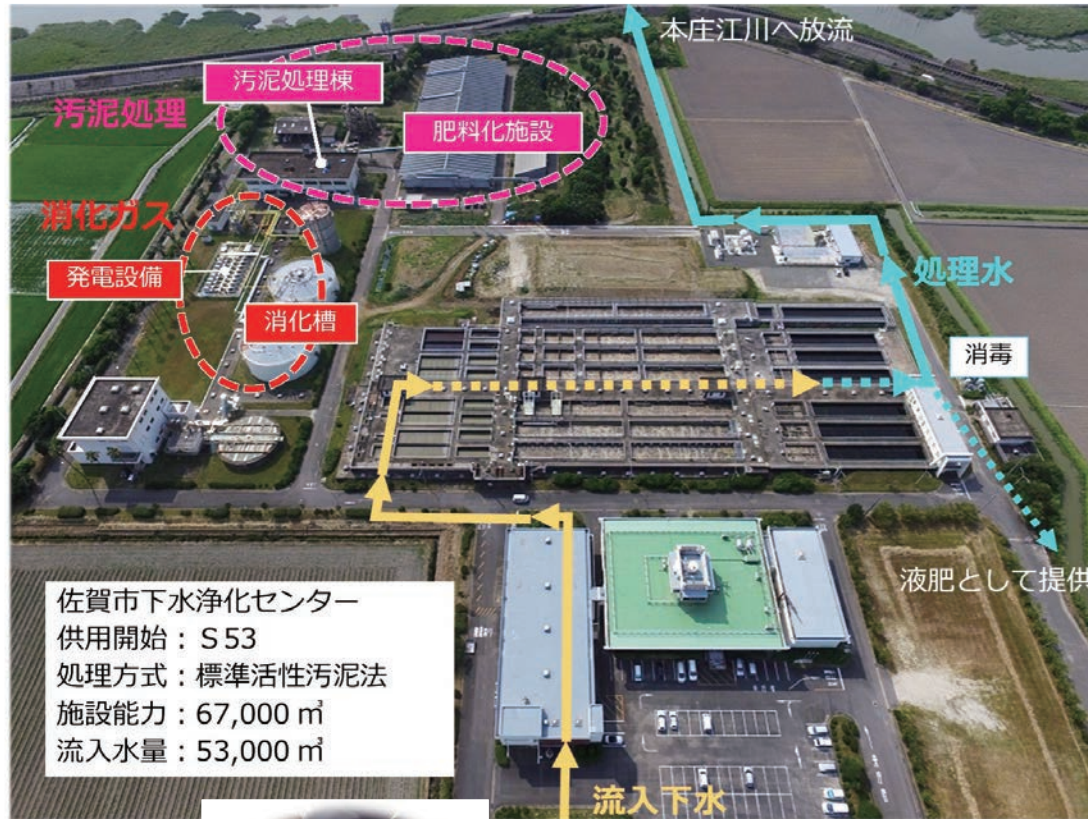 本庄江川へ放流
汚泥処理棟
汚泥処理
肥料化施設
消化ガス
発電設備
消化槽
処理水
消毒
液肥として提供
佐賀市下水浄化センター
供用開始：Ｓ53
処理方式：標準活性汚泥法
施設能力：67,000 ㎥
流入水量：53,000 ㎥
流入下水